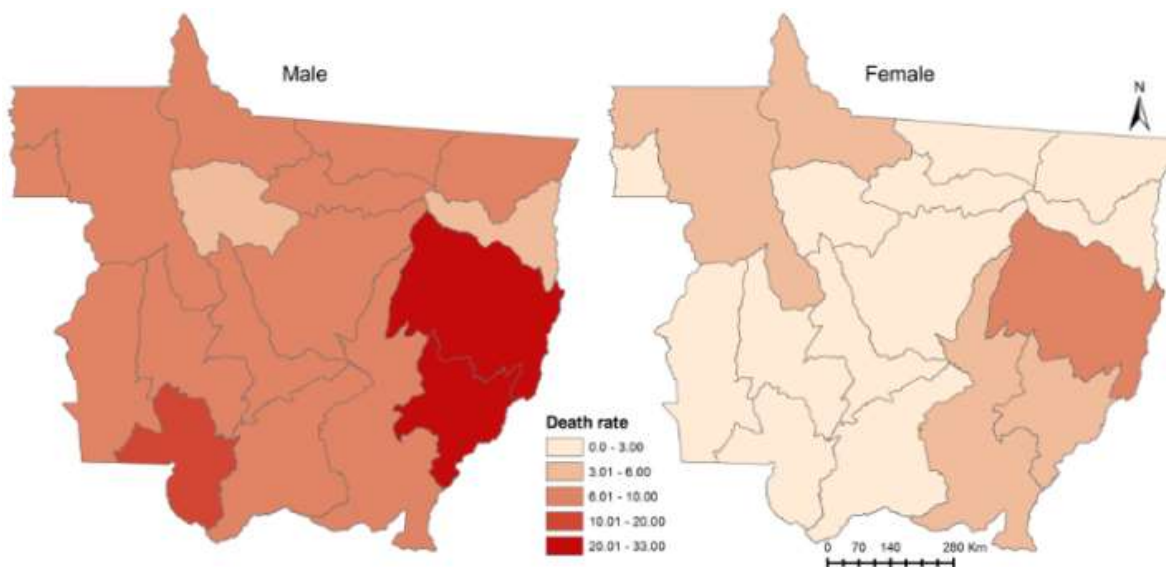 Male
Female
N
Death rate
0.0 - 3.00
3.01 - 6.00
6.01 - 10.00
10.01 - 20.00
20.01 - 33.00
0 70 140 280 Km